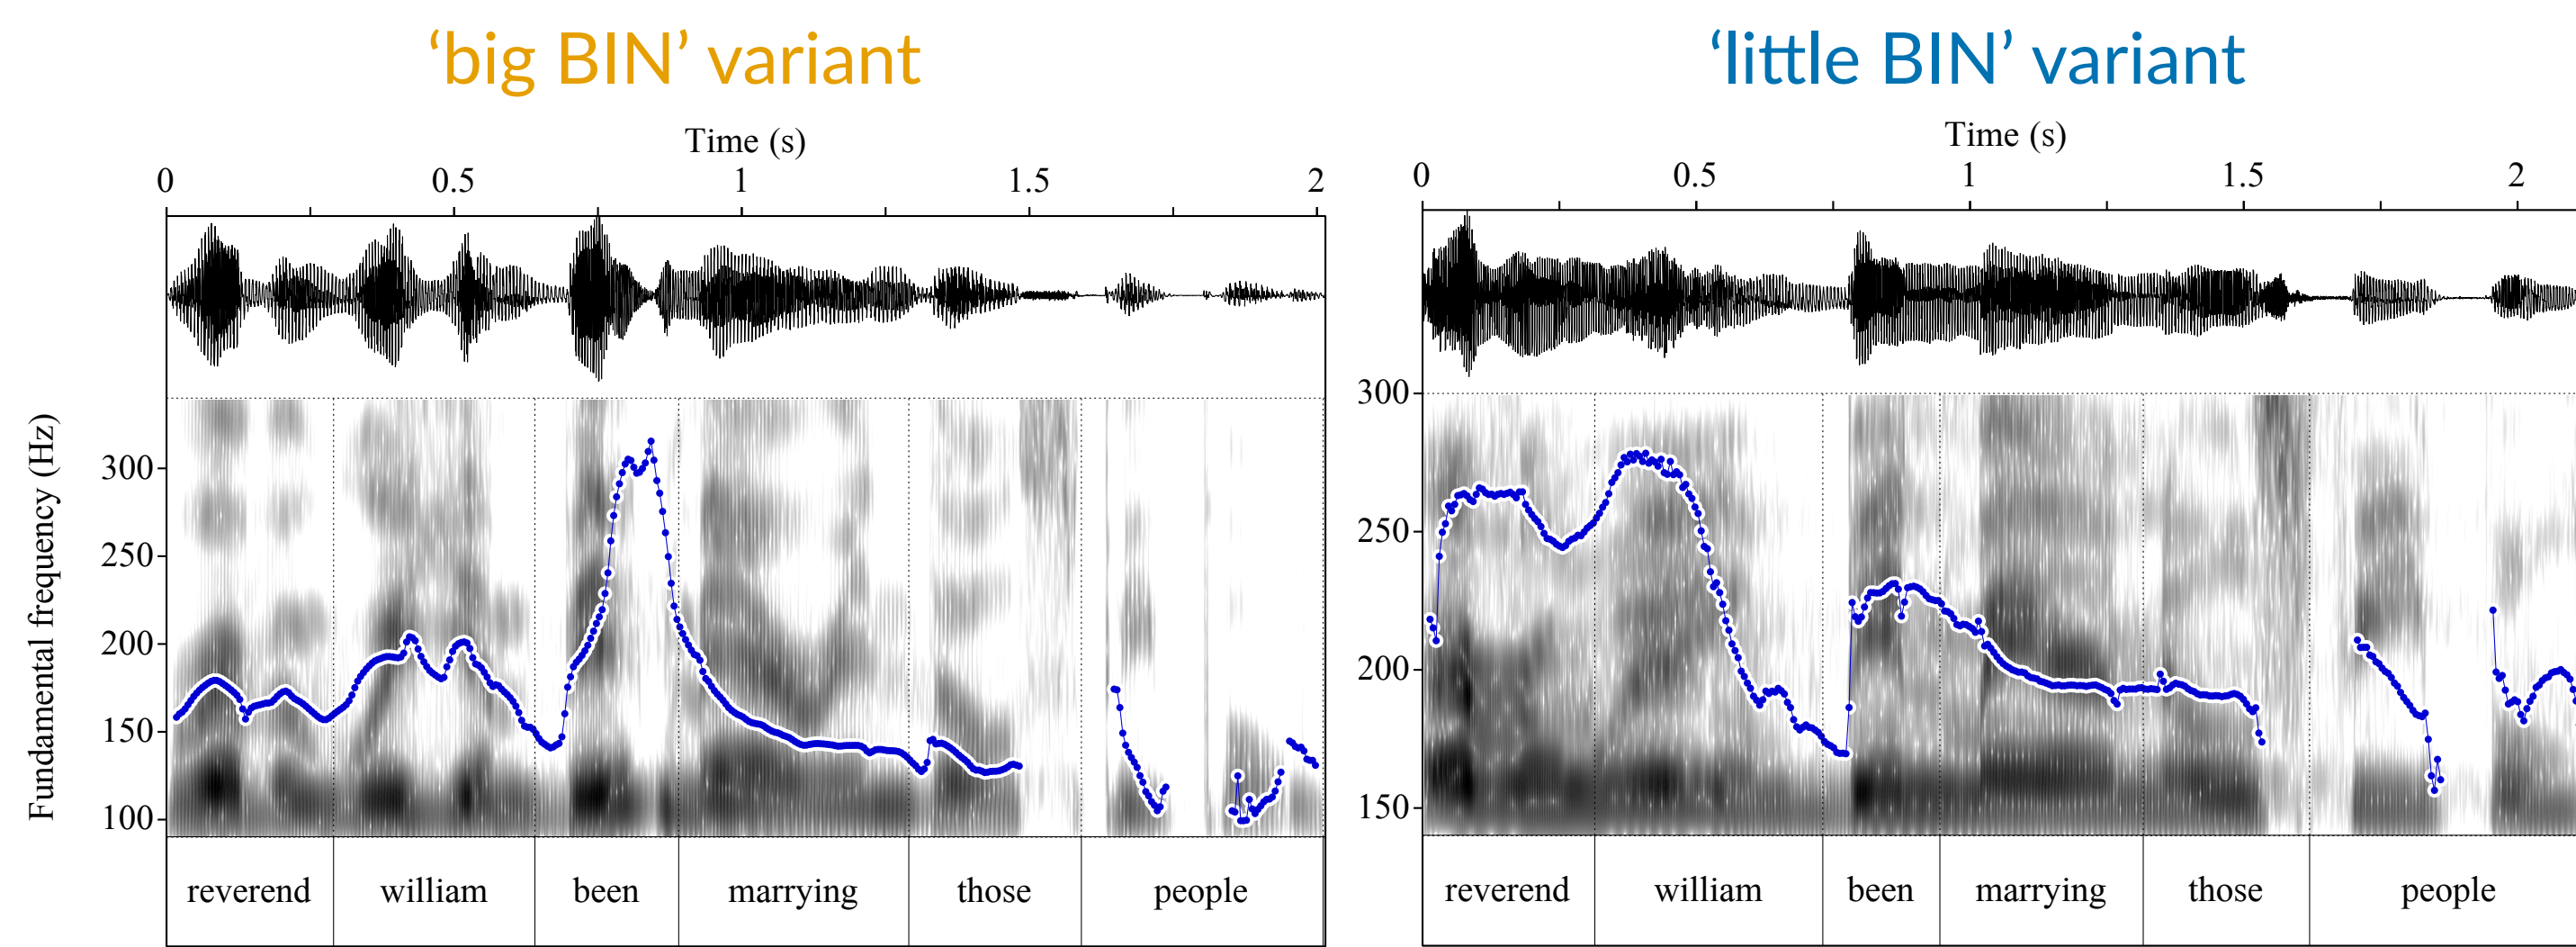 ‘big BIN’ variant
Time (s)
0 0.5 1 1.5 2
Fundamental frequency (Hz)
300
250
200
150
100
reverend william been marrying those people
‘little BIN’ variant
Time (s)
0 0.5 1 1.5 2
300
250
200
150
reverend william been marrying those people